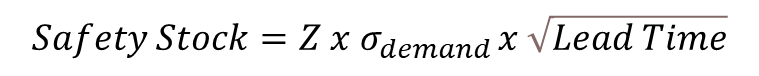 Safety Stock = Z x σ_demand x √Lead Time